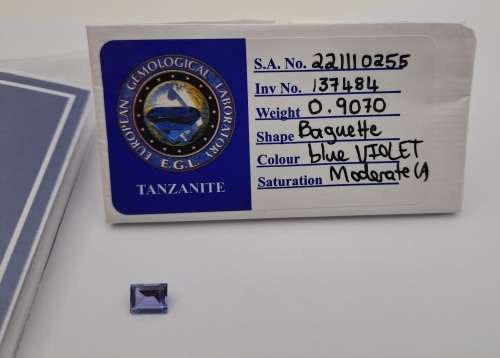 EUROPEAN GEMOLOGICAL LABORATORY
E.G.L.
TANZANITE
S.A. No. 221110255
Inv No. 137484
Weight 0.9070
Shape Baguette
Colour blue VIOLET
Saturation Moderate (A)